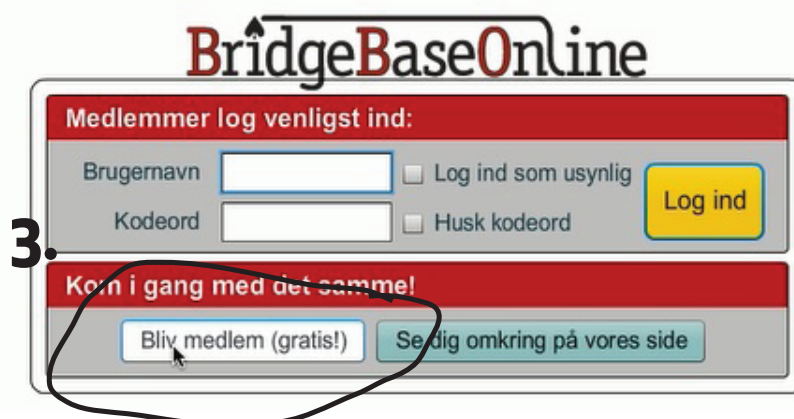 BridgeBaseOnline
Medlemmer log venligst ind:
Brugernavn
Log ind som usynlig
Kodeord
Husk kodeord
Log ind
3.
Kom i gang med det samme!
Bliv medlem (gratis!)
Se dig omkring på vores side